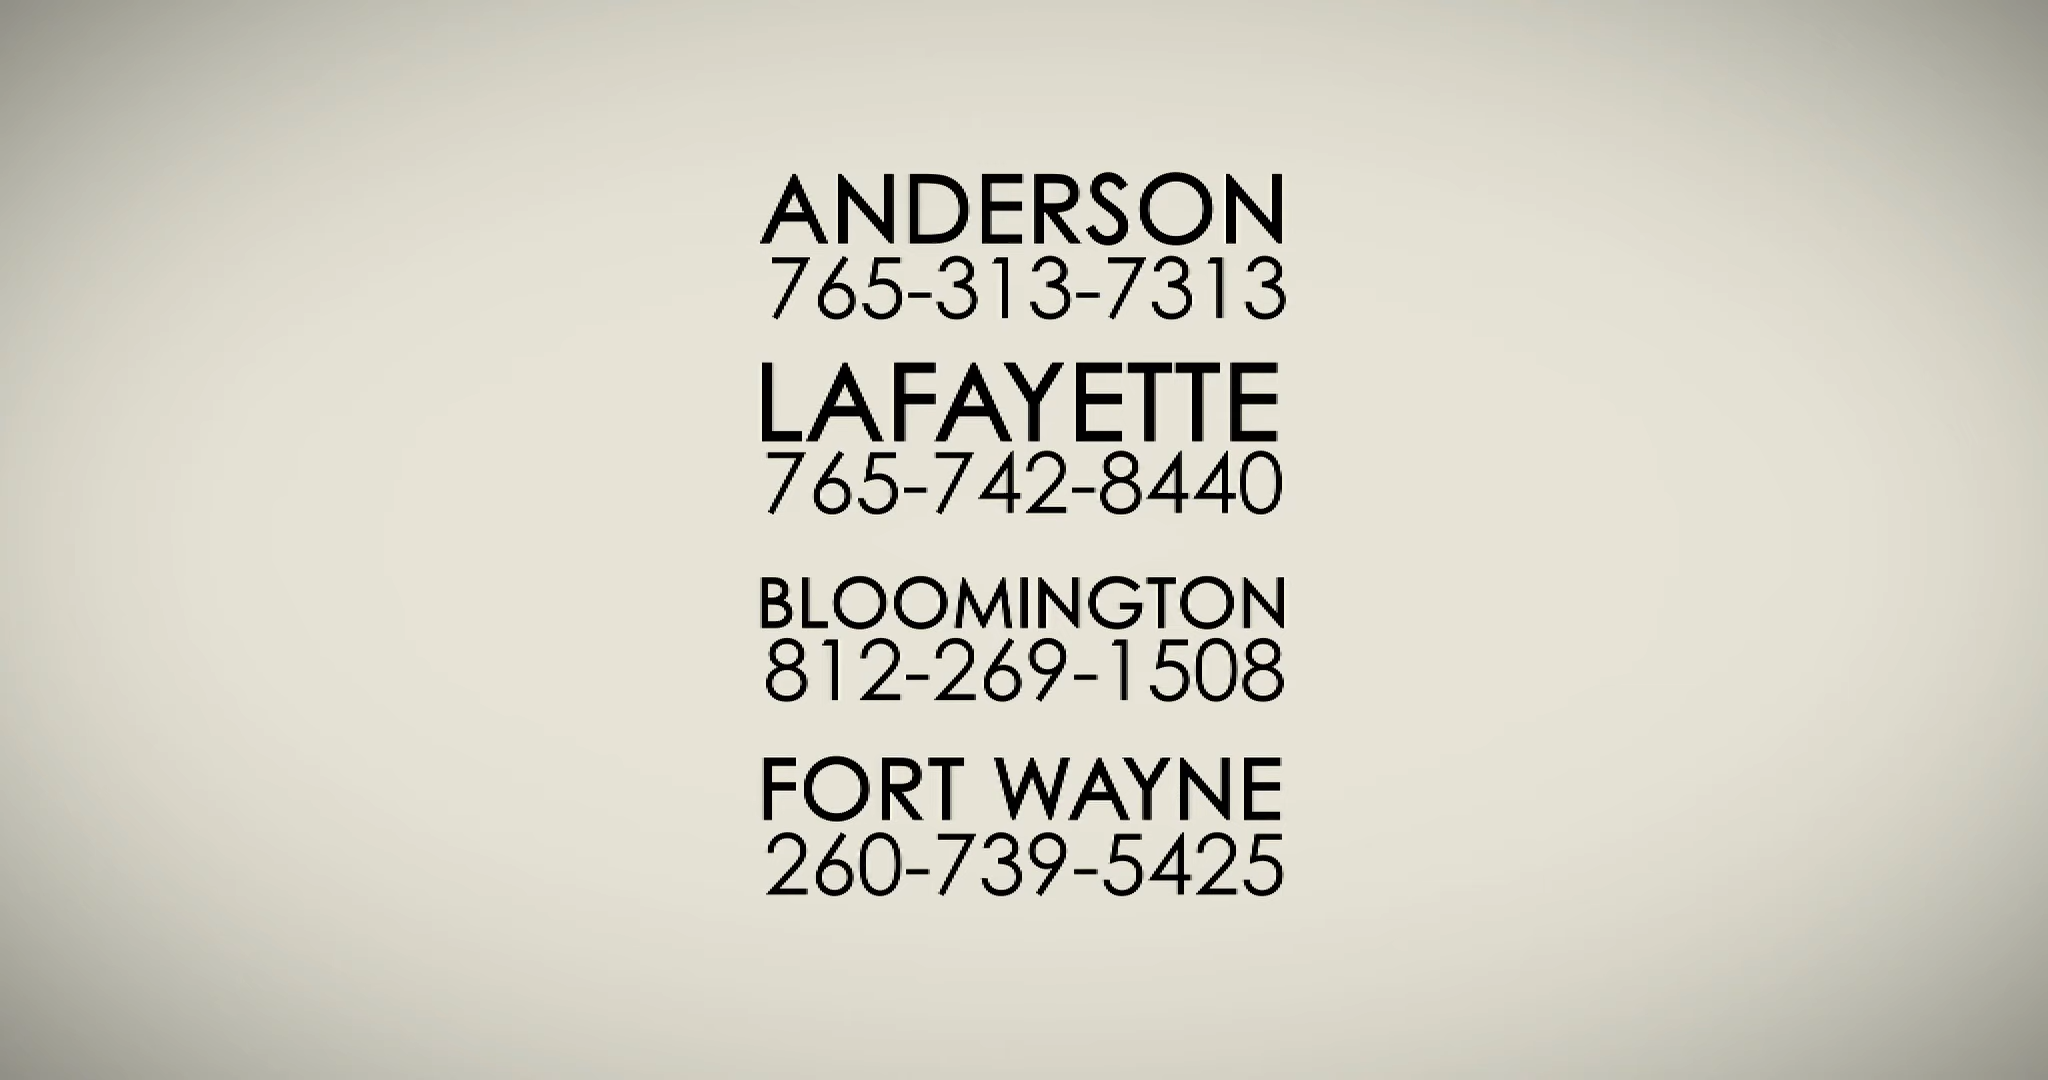 ANDERSON
765-313-7313
LAFAYETTE
765-742-8440
BLOOMINGTON
812-269-1508
FORT WAYNE
260-739-5425